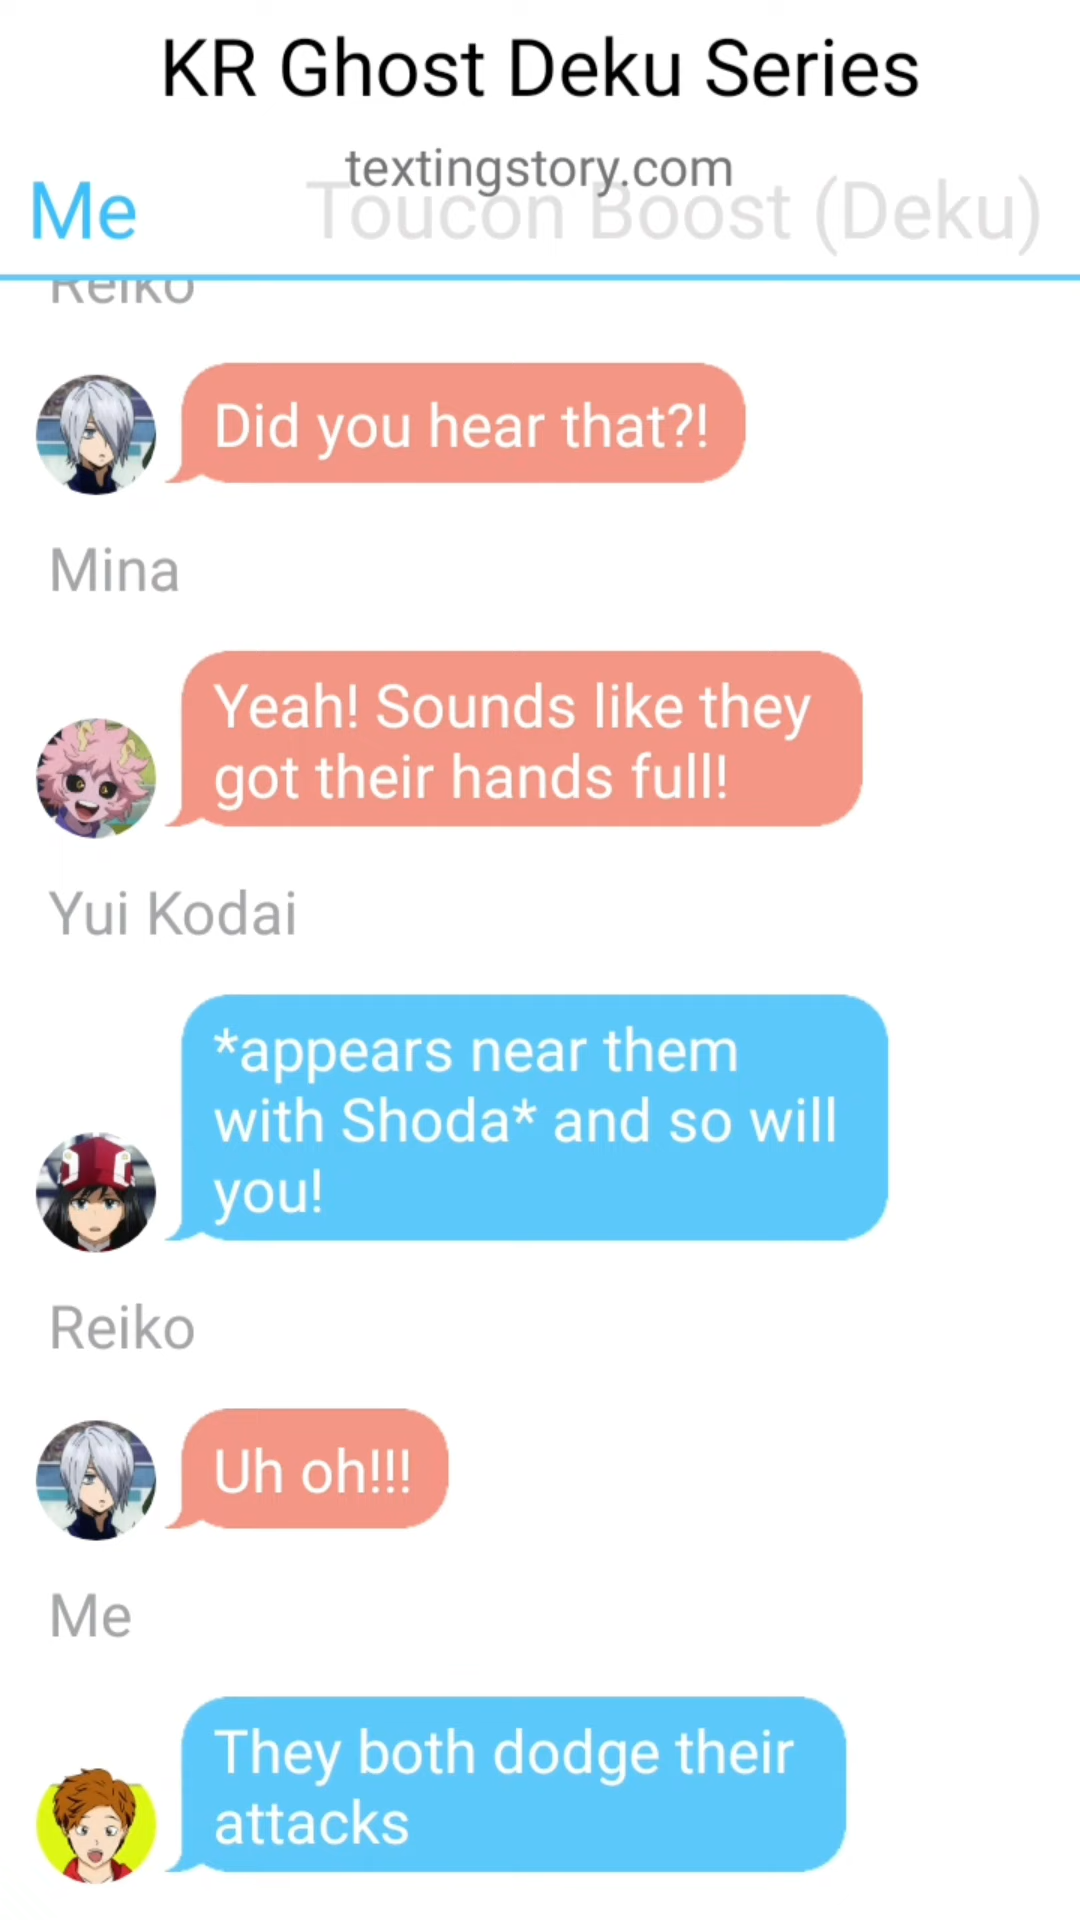 KR Ghost Deku Series
textingstory.com
Me
Toucon Boost (Deku)
Reiko
Did you hear that?!
Mina
Yeah! Sounds like they
got their hands full!
Yui Kodai
*appears near them
with Shoda* and so will
you!
Reiko
Uh oh!!!
Me
They both dodge their
attacks